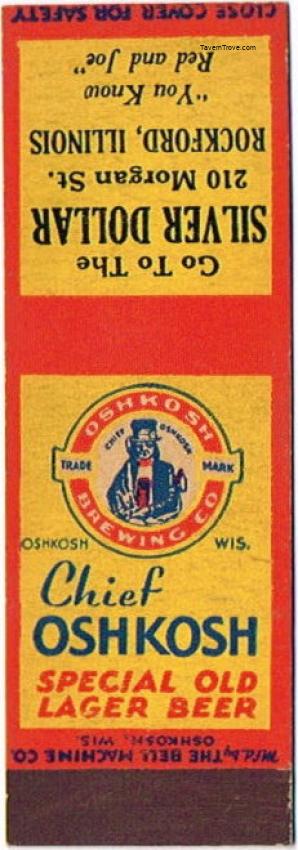 CLOSE COVER FOR SAFETY
TavernTrove.com
Go To The
SILVER DOLLAR
210 Morgan St.
ROCKFORD, ILLINOIS
"You Know
Red and Joe"
OSHKOSH
CHIEF OSHKOSH
TRADE MARK
BREWING CO
OSHKOSH WIS.
Chief
OSHKOSH
SPECIAL OLD
LAGER BEER
M'f'd by THE BELL MACHINE CO.
OSHKOSH, WIS.